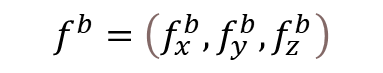 f^b = (f_x^b, f_y^b, f_z^b)